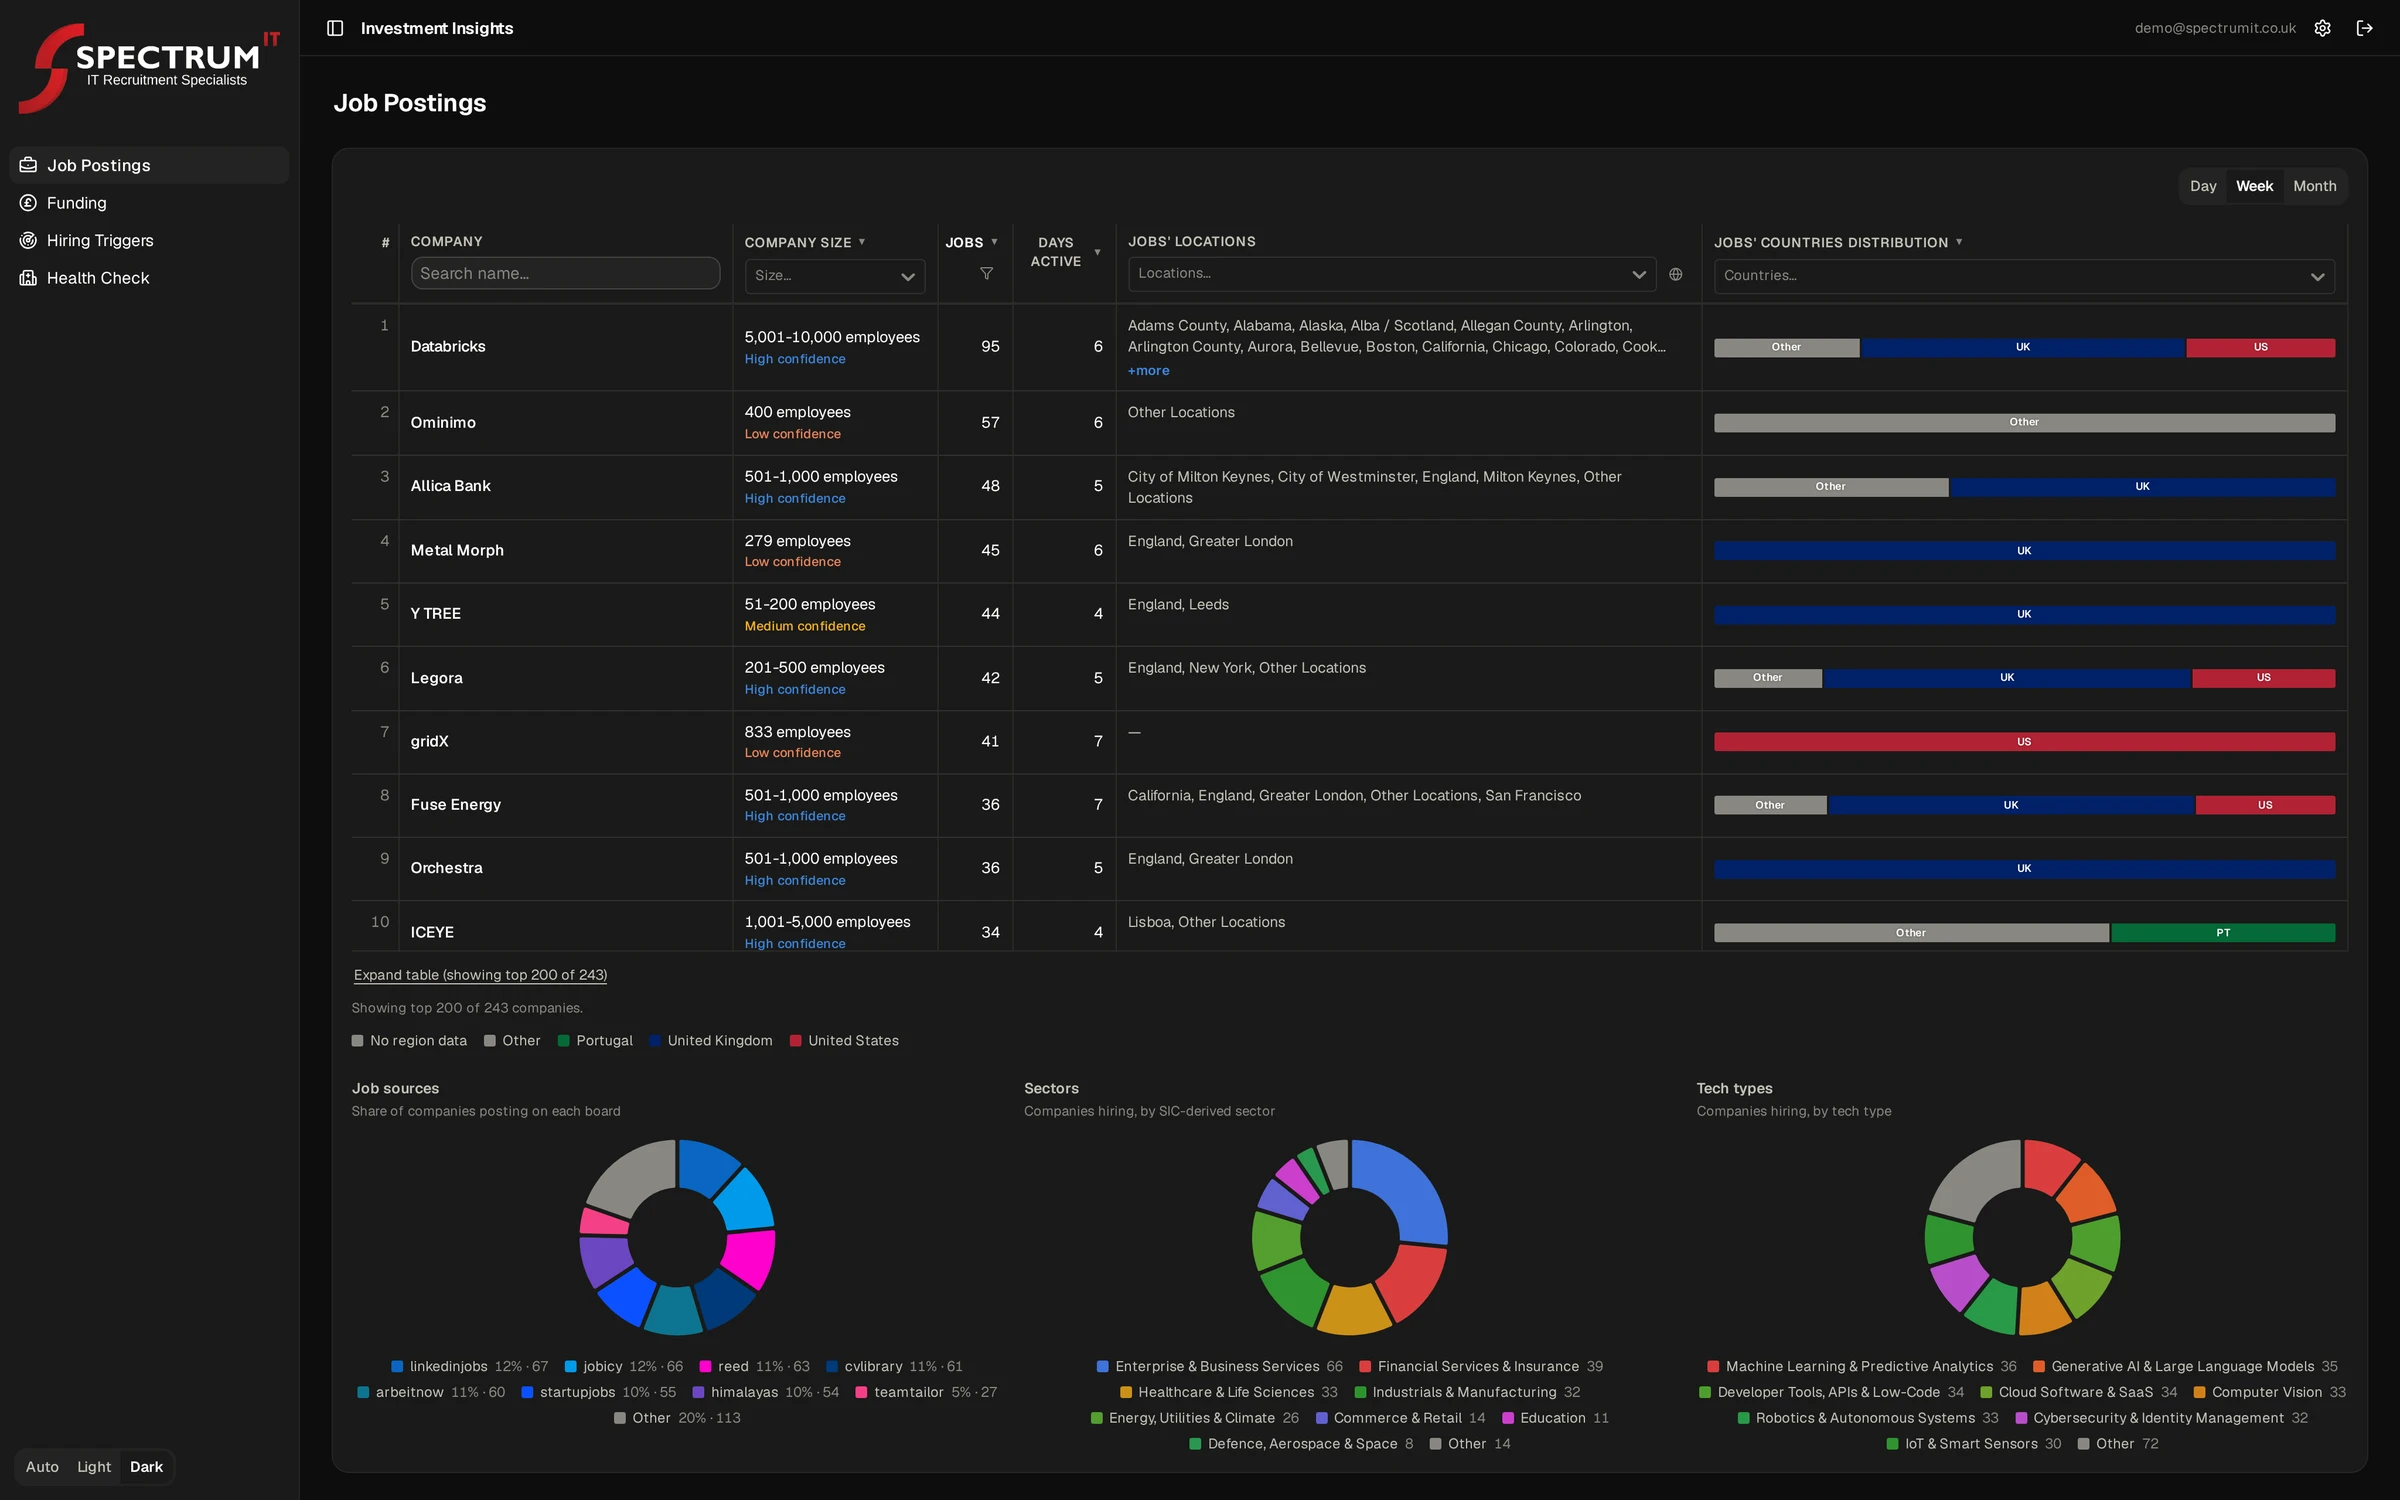 SPECTRUM IT
IT Recruitment Specialists
Job Postings
Funding
Hiring Triggers
Health Check
Auto Light Dark
Investment Insights
demo@spectrumit.co.uk
Job Postings
Day Week Month
# COMPANY COMPANY SIZE ▼ JOBS ▼ DAYS ACTIVE ▼ JOBS' LOCATIONS JOBS' COUNTRIES DISTRIBUTION ▼
Search name... Size... Locations... Countries...
1 Databricks 5,001-10,000 employees High confidence 95 6 Adams County, Alabama, Alaska, Alba / Scotland, Allegan County, Arlington,
Arlington County, Aurora, Bellevue, Boston, California, Chicago, Colorado, Cook...
+more
Other UK US
2 Ominimo 400 employees Low confidence 57 6 Other Locations Other
3 Allica Bank 501-1,000 employees High confidence 48 5 City of Milton Keynes, City of Westminster, England, Milton Keynes, Other
Locations
Other UK
4 Metal Morph 279 employees Low confidence 45 6 England, Greater London UK
5 Y TREE 51-200 employees Medium confidence 44 4 England, Leeds UK
6 Legora 201-500 employees High confidence 42 5 England, New York, Other Locations Other UK US
7 gridX 833 employees Low confidence 41 7 — US
8 Fuse Energy 501-1,000 employees High confidence 36 7 California, England, Greater London, Other Locations, San Francisco Other UK US
9 Orchestra 501-1,000 employees High confidence 36 5 England, Greater London UK
10 ICEYE 1,001-5,000 employees High confidence 34 4 Lisboa, Other Locations Other PT
Expand table (showing top 200 of 243)
Showing top 200 of 243 companies.
No region data Other Portugal United Kingdom United States
Job sources
Share of companies posting on each board
linkedinjobs 12% · 67 jobicy 12% · 66 reed 11% · 63 cvlibrary 11% · 61
arbeitnow 11% · 60 startupjobs 10% · 55 himalayas 10% · 54 teamtailor 5% · 27
Other 20% · 113
Sectors
Companies hiring, by SIC-derived sector
Enterprise & Business Services 66 Financial Services & Insurance 39
Healthcare & Life Sciences 33 Industrials & Manufacturing 32
Energy, Utilities & Climate 26 Commerce & Retail 14 Education 11
Defence, Aerospace & Space 8 Other 14
Tech types
Companies hiring, by tech type
Machine Learning & Predictive Analytics 36 Generative AI & Large Language Models 35
Developer Tools, APIs & Low-Code 34 Cloud Software & SaaS 34 Computer Vision 33
Robotics & Autonomous Systems 33 Cybersecurity & Identity Management 32
IoT & Smart Sensors 30 Other 72